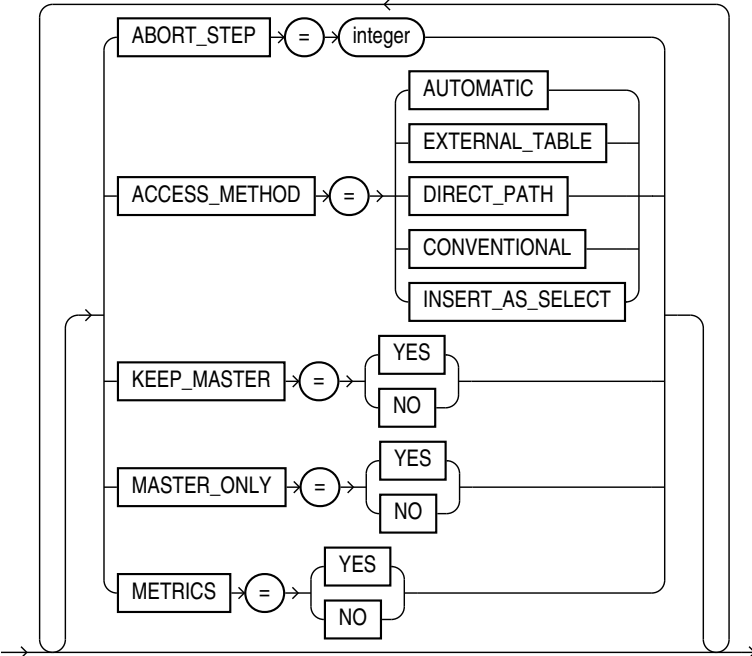 ABORT_STEP = integer
AUTOMATIC
EXTERNAL_TABLE
ACCESS_METHOD = DIRECT_PATH
CONVENTIONAL
INSERT_AS_SELECT
YES
KEEP_MASTER =
NO
YES
MASTER_ONLY =
NO
YES
METRICS =
NO